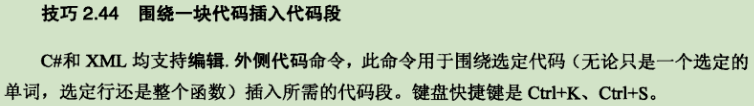 技巧 2.44 围绕一块代码插入代码段
C#和 XML 均支持编辑. 外侧代码命令，此命令用于围绕选定代码（无论只是一个选定的
单词，选定行还是整个函数）插入所需的代码段。键盘快捷键是 Ctrl+K、Ctrl+S。